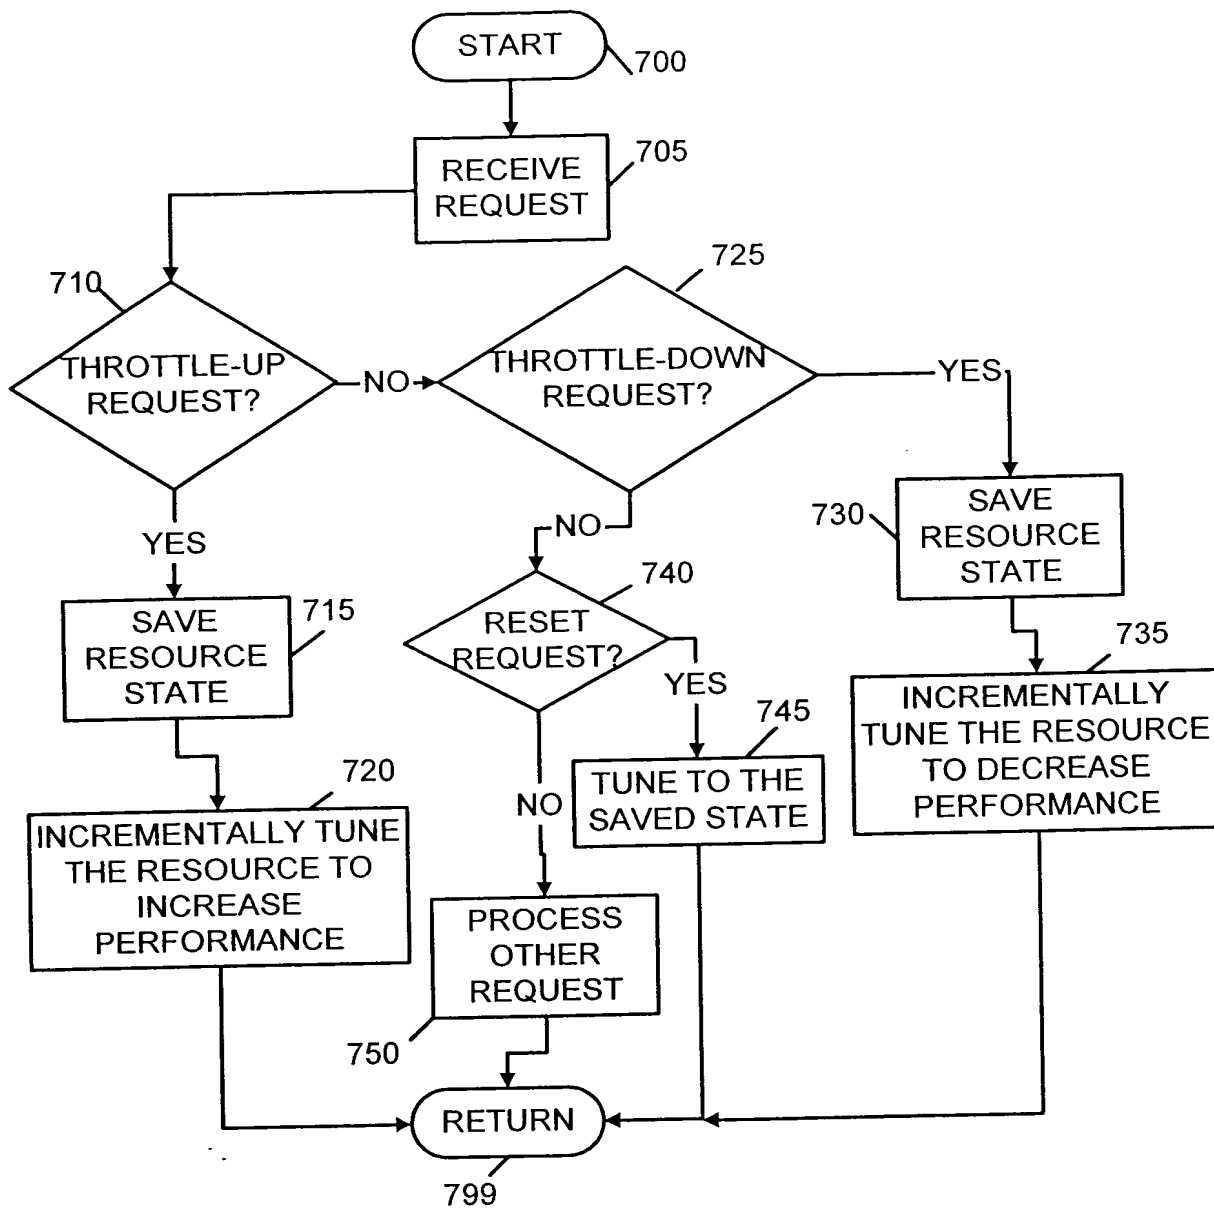 START
700
RECEIVE
REQUEST
705
710
THROTTLE-UP
REQUEST?
NO
725
THROTTLE-DOWN
REQUEST?
YES
YES
NO
730
SAVE
RESOURCE
STATE
715
SAVE
RESOURCE
STATE
740
RESET
REQUEST?
YES
735
INCREMENTALLY
TUNE THE RESOURCE
TO DECREASE
PERFORMANCE
745
TUNE TO THE
SAVED STATE
NO
720
INCREMENTALLY TUNE
THE RESOURCE TO
INCREASE
PERFORMANCE
PROCESS
OTHER
REQUEST
750
RETURN
799